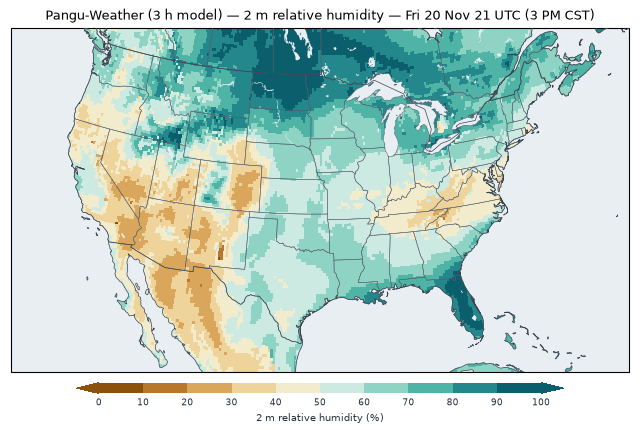 Pangu-Weather (3 h model) — 2 m relative humidity — Fri 20 Nov 21 UTC (3 PM CST)
0 10 20 30 40 50 60 70 80 90 100
2 m relative humidity (%)